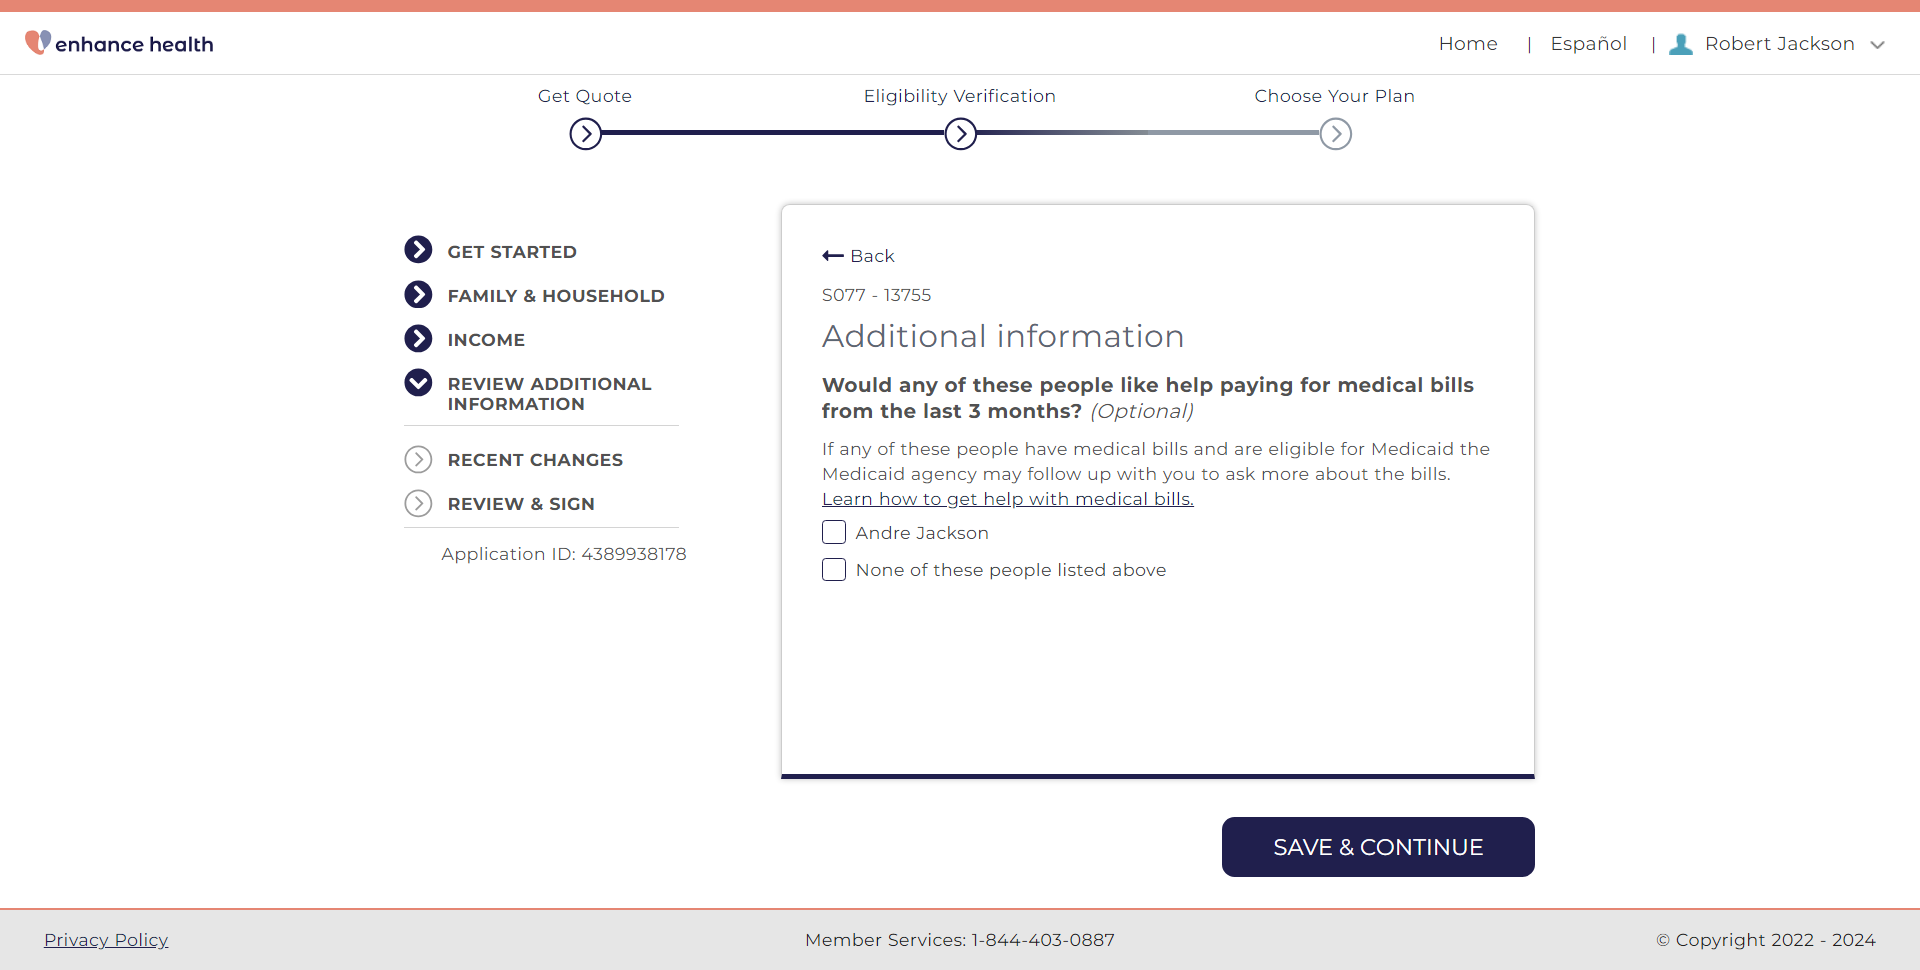 enhance health
Home | Español | Robert Jackson
Get Quote
Eligibility Verification
Choose Your Plan
GET STARTED
FAMILY & HOUSEHOLD
INCOME
REVIEW ADDITIONAL
INFORMATION
RECENT CHANGES
REVIEW & SIGN
Application ID: 4389938178
Back
S077 - 13755
Additional information
Would any of these people like help paying for medical bills
from the last 3 months? (Optional)
If any of these people have medical bills and are eligible for Medicaid the
Medicaid agency may follow up with you to ask more about the bills.
Learn how to get help with medical bills.
Andre Jackson
None of these people listed above
SAVE & CONTINUE
Privacy Policy
Member Services: 1-844-403-0887
© Copyright 2022 - 2024